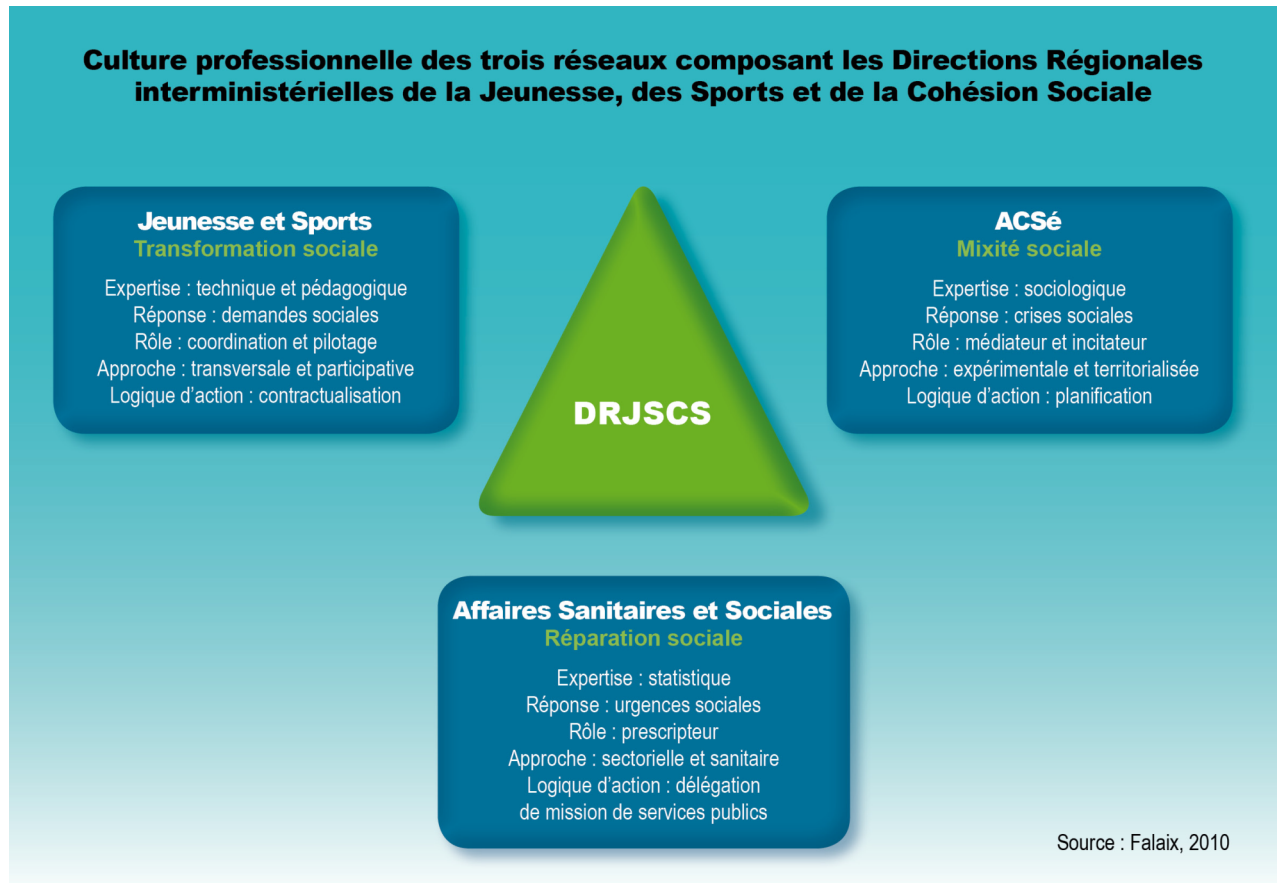 Culture professionnelle des trois réseaux composant les Directions Régionales
interministérielles de la Jeunesse, des Sports et de la Cohésion Sociale
Jeunesse et Sports
Transformation sociale
Expertise : technique et pédagogique
Réponse : demandes sociales
Rôle : coordination et pilotage
Approche : transversale et participative
Logique d'action : contractualisation
DRJSCS
ACSé
Mixité sociale
Expertise : sociologique
Réponse : crises sociales
Rôle : médiateur et incitateur
Approche : expérimentale et territorialisée
Logique d'action : planification
Affaires Sanitaires et Sociales
Réparation sociale
Expertise : statistique
Réponse : urgences sociales
Rôle : prescripteur
Approche : sectorielle et sanitaire
Logique d'action : délégation
de mission de services publics
Source : Falaix, 2010